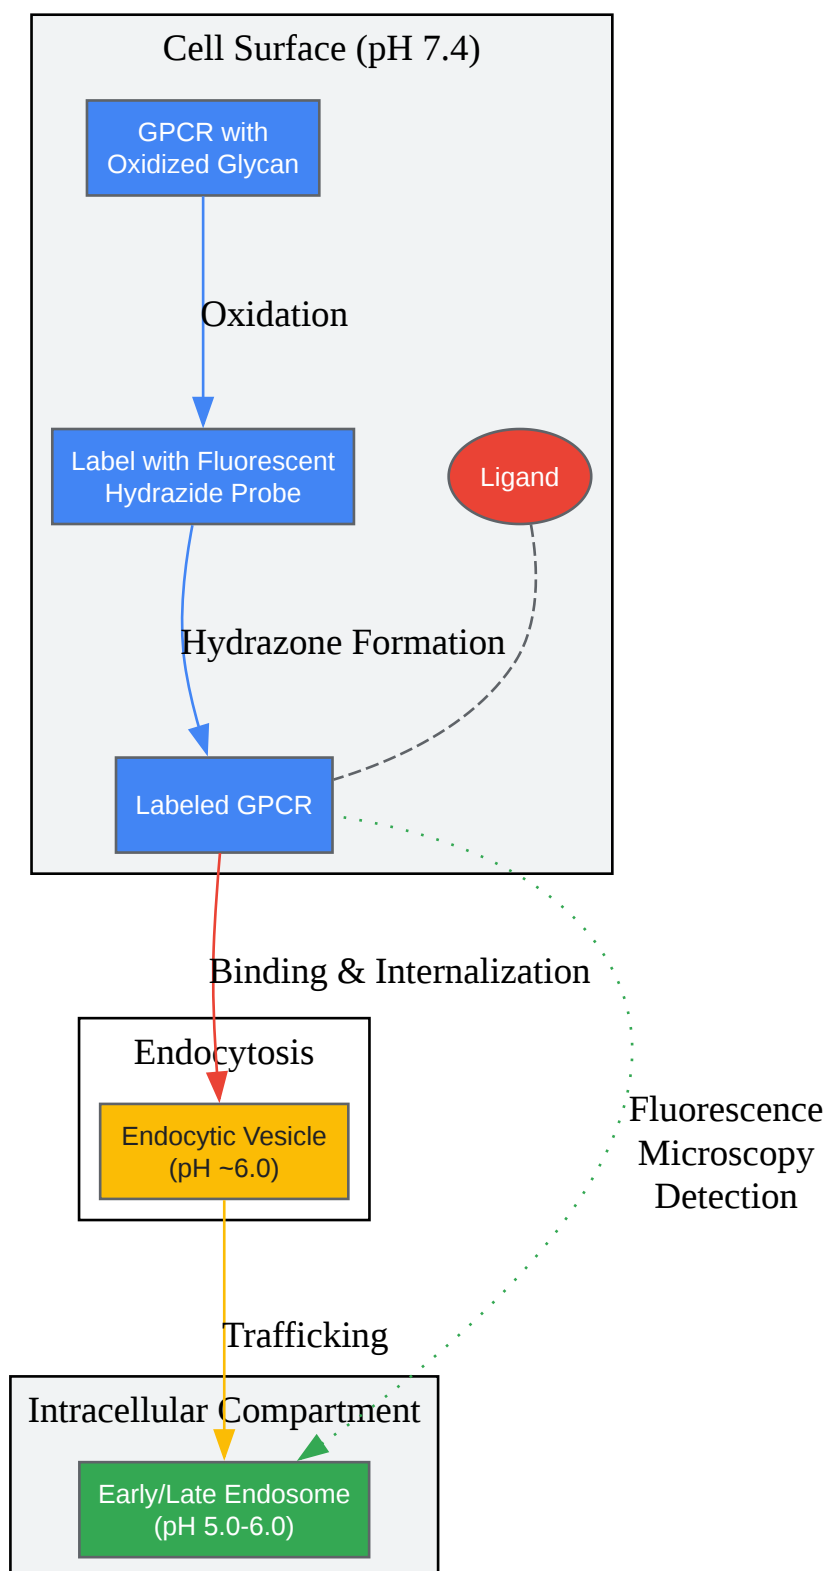 Cell Surface (pH 7.4)
GPCR with
Oxidized Glycan
Oxidation
Label with Fluorescent
Hydrazide Probe
Ligand
Hydrazone Formation
Labeled GPCR
Binding & Internalization
Endocytosis
Endocytic Vesicle
(pH ~6.0)
Fluorescence
Microscopy
Detection
Trafficking
Intracellular Compartment
Early/Late Endosome
(pH 5.0-6.0)